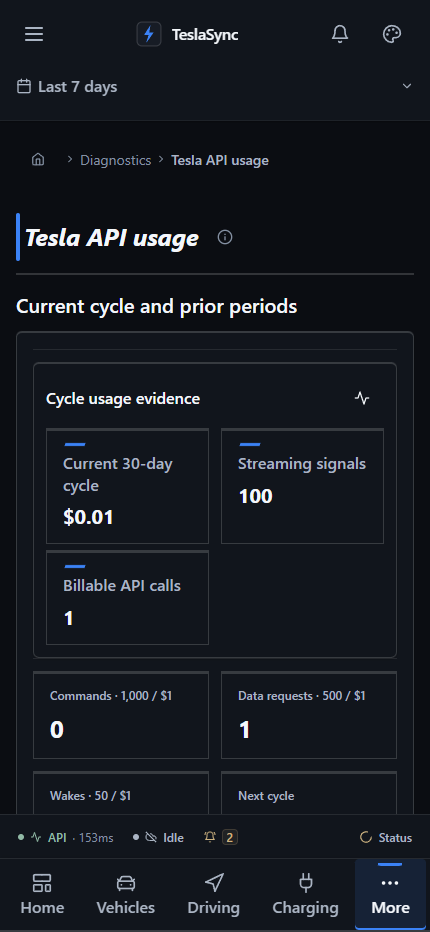 TeslaSync
Last 7 days
Diagnostics
Tesla API usage
Tesla API usage
Current cycle and prior periods
Cycle usage evidence
Current 30-day
cycle
$0.01
Streaming signals
100
Billable API calls
1
Commands · 1,000 / $1
0
Data requests · 500 / $1
1
Wakes · 50 / $1
Next cycle
API · 153ms
Idle
2
Status
Home
Vehicles
Driving
Charging
More